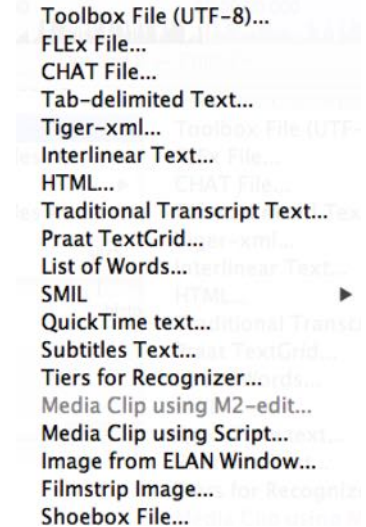 Toolbox File (UTF-8)...
FLEx File...
CHAT File...
Tab-delimited Text...
Tiger-xml...
Interlinear Text...
HTML...
Traditional Transcript Text...
Praat TextGrid...
List of Words...
SMIL
QuickTime text...
Subtitles Text...
Tiers for Recognizer...
Media Clip using M2-edit...
Media Clip using Script...
Image from ELAN Window...
Filmstrip Image...
Shoebox File...